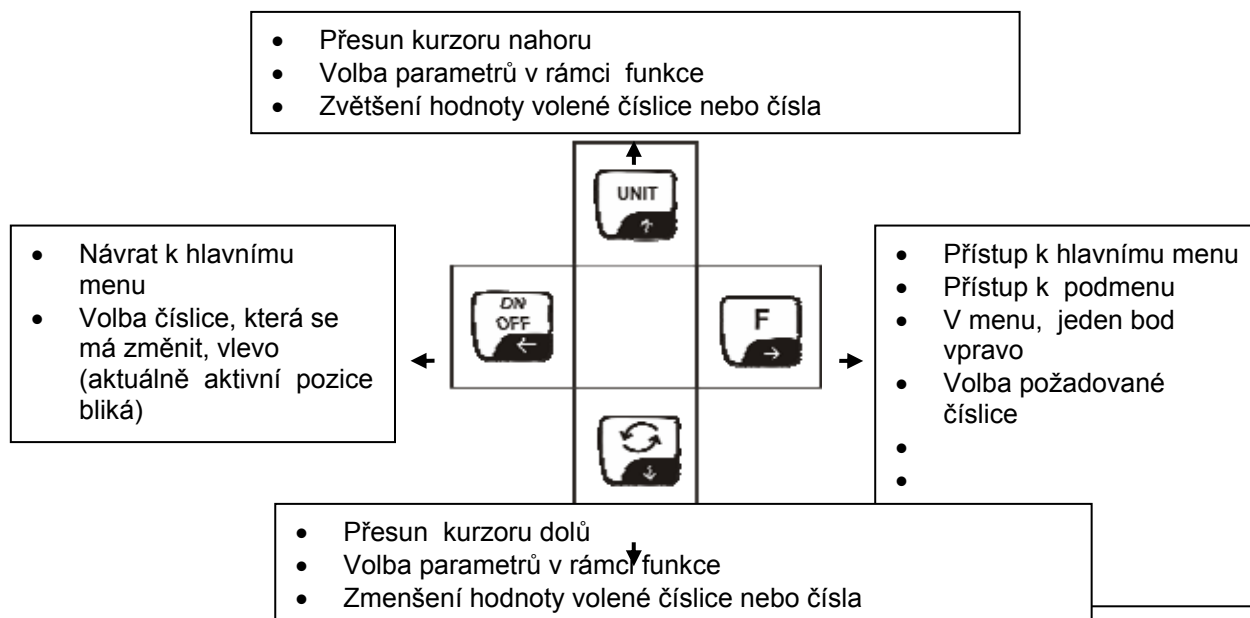 • Přesun kurzoru nahoru
• Volba parametrů v rámci funkce
• Zvětšení hodnoty volené číslice nebo čísla
UNIT
• Návrat k hlavnímu
menu
• Volba číslice, která se
má změnit, vlevo
(aktuálně aktivní pozice
bliká)
ON
OFF
F
• Přístup k hlavnímu menu
• Přístup k podmenu
• V menu, jeden bod
vpravo
• Volba požadované
číslice
•
•
• Přesun kurzoru dolů
• Volba parametrů v rámci funkce
• Zmenšení hodnoty volené číslice nebo čísla